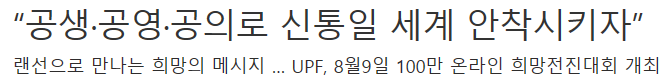 “공생·공영·공의로 신통일 세계 안착시키자”
랜선으로 만나는 희망의 메시지 ... UPF, 8월9일 100만 온라인 희망전진대회 개최